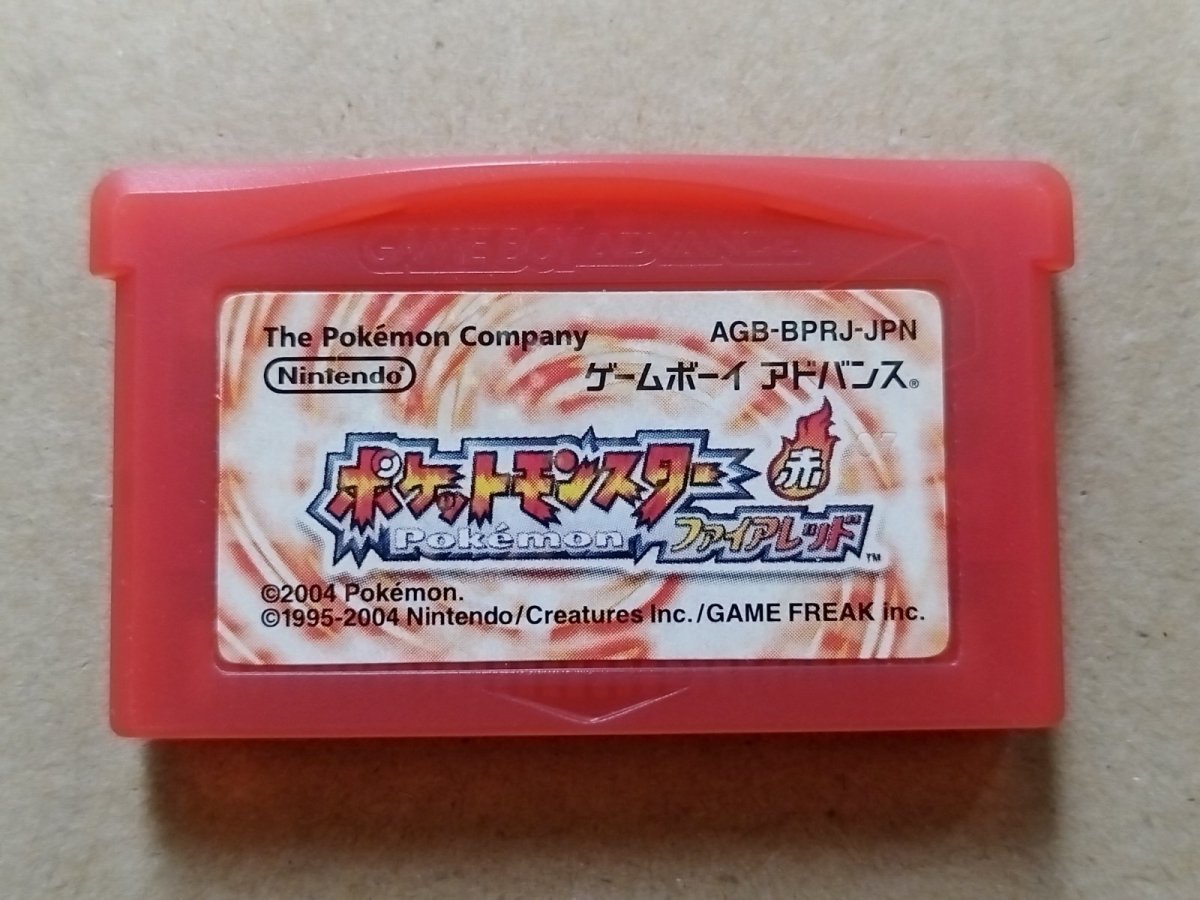 GAME BOY ADVANCE
The Pokémon Company
AGB-BPRJ-JPN
Nintendo
ゲームボーイ アドバンス®
ポケットモンスター
赤
Pokémon
ファイアレッド™
©2004 Pokémon.
©1995-2004 Nintendo/Creatures Inc./GAME FREAK inc.